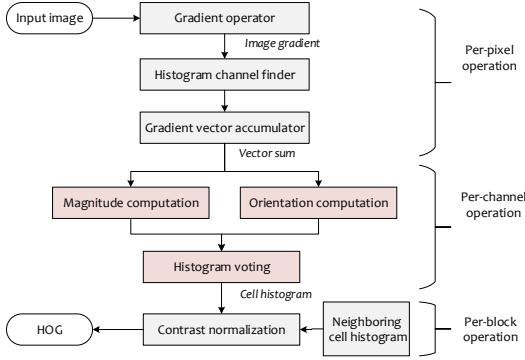 Input image
Gradient operator
Image gradient
Per-pixel
operation
Histogram channel finder
Gradient vector accumulator
Vector sum
Magnitude computation
Orientation computation
Per-channel
operation
Histogram voting
Cell histogram
HOG
Contrast normalization
Neighboring
cell histogram
Per-block
operation